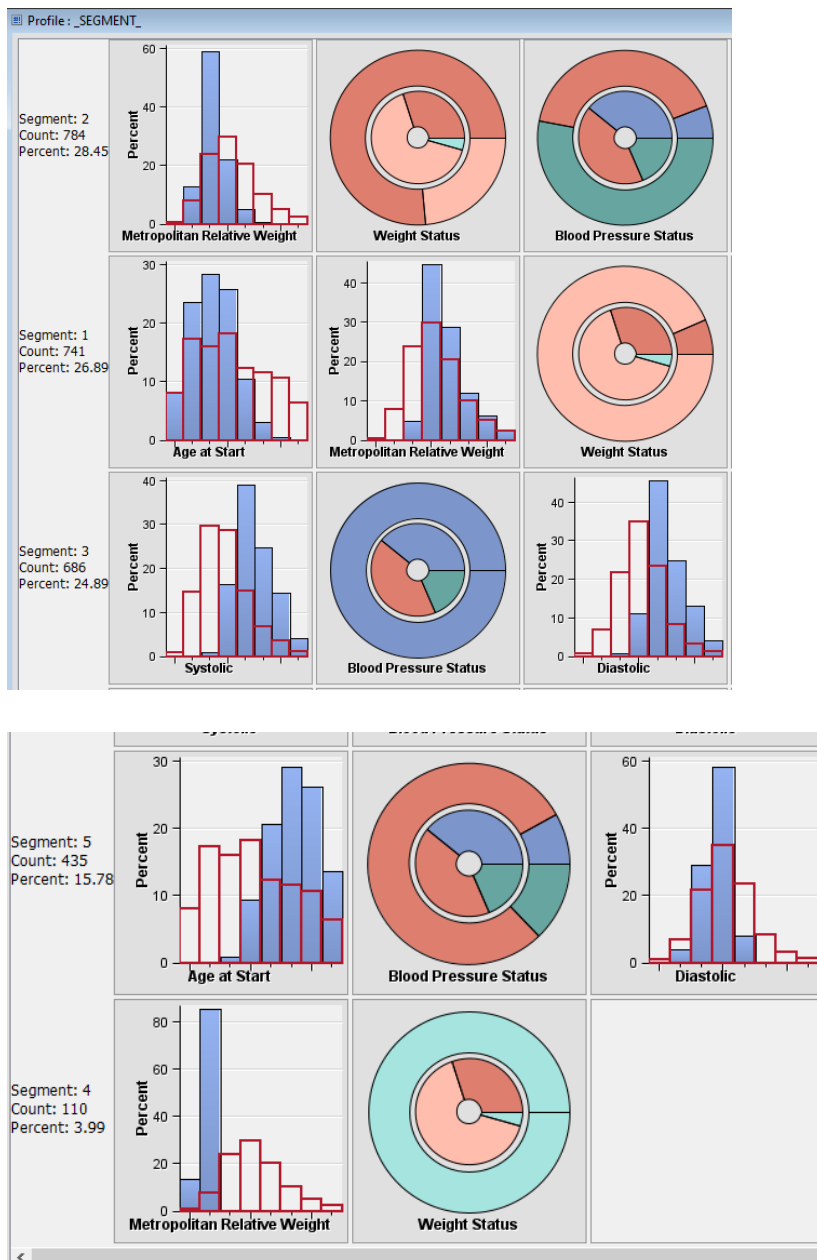 Profile : _SEGMENT_
Segment: 2
Count: 784
Percent: 28.45
Percent
60
40
20
0
Metropolitan Relative Weight
Weight Status
Blood Pressure Status
Segment: 1
Count: 741
Percent: 26.89
Percent
30
20
10
0
Age at Start
Percent
40
30
20
10
0
Metropolitan Relative Weight
Weight Status
Segment: 3
Count: 686
Percent: 24.89
Percent
40
30
20
10
0
Systolic
Blood Pressure Status
Percent
40
30
20
10
0
Diastolic
Segment: 5
Count: 435
Percent: 15.78
Percent
30
20
10
0
Age at Start
Blood Pressure Status
Percent
60
40
20
0
Diastolic
Segment: 4
Count: 110
Percent: 3.99
Percent
80
60
40
20
0
Metropolitan Relative Weight
Weight Status